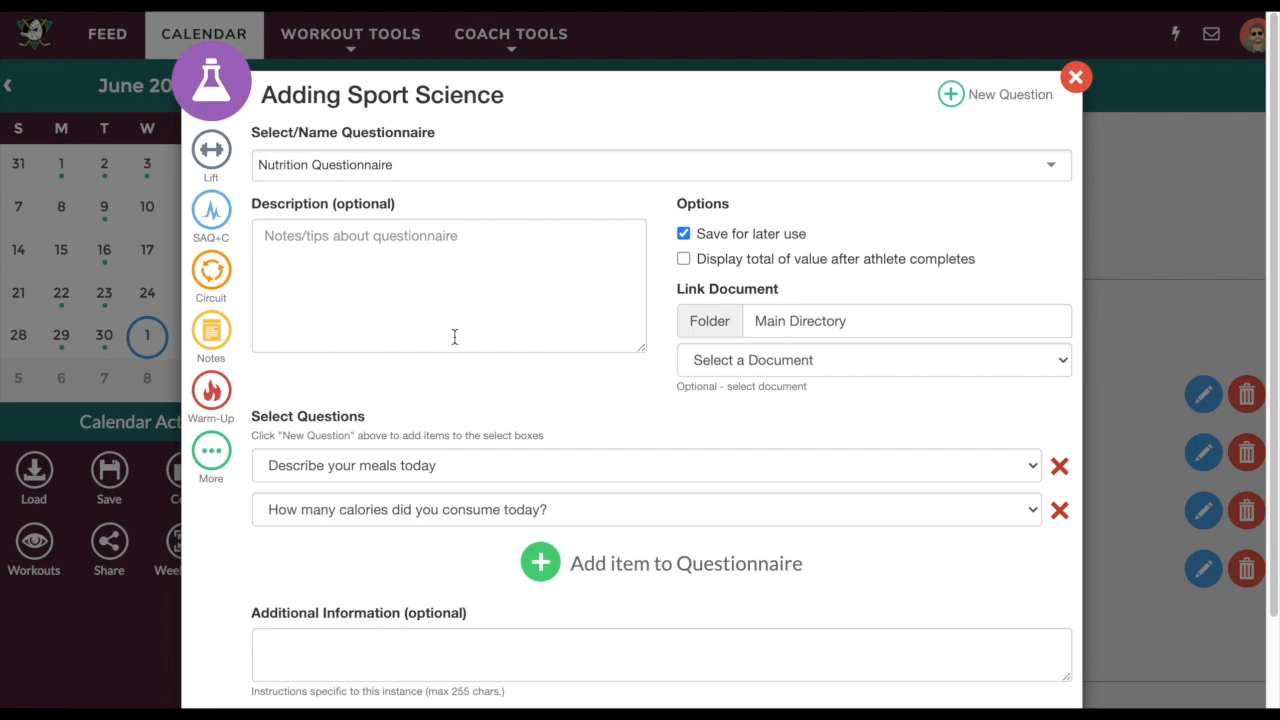 FEED
CALENDAR
WORKOUT TOOLS
COACH TOOLS
June 20
S M T W
31 1 2 3
7 8 9 10
14 15 16 17
21 22 23 24
28 29 30 1
5 6 7 8
Calendar Act
Load
Save
Workouts
Share
Lift
SAQ+C
Circuit
Notes
Warm-Up
More
Adding Sport Science
New Question
Select/Name Questionnaire
Nutrition Questionnaire
Description (optional)
Notes/tips about questionnaire
Options
Save for later use
Display total of value after athlete completes
Link Document
Folder Main Directory
Select a Document
Optional - select document
Select Questions
Click "New Question" above to add items to the select boxes
Describe your meals today
How many calories did you consume today?
Add item to Questionnaire
Additional Information (optional)
Instructions specific to this instance (max 255 chars.)